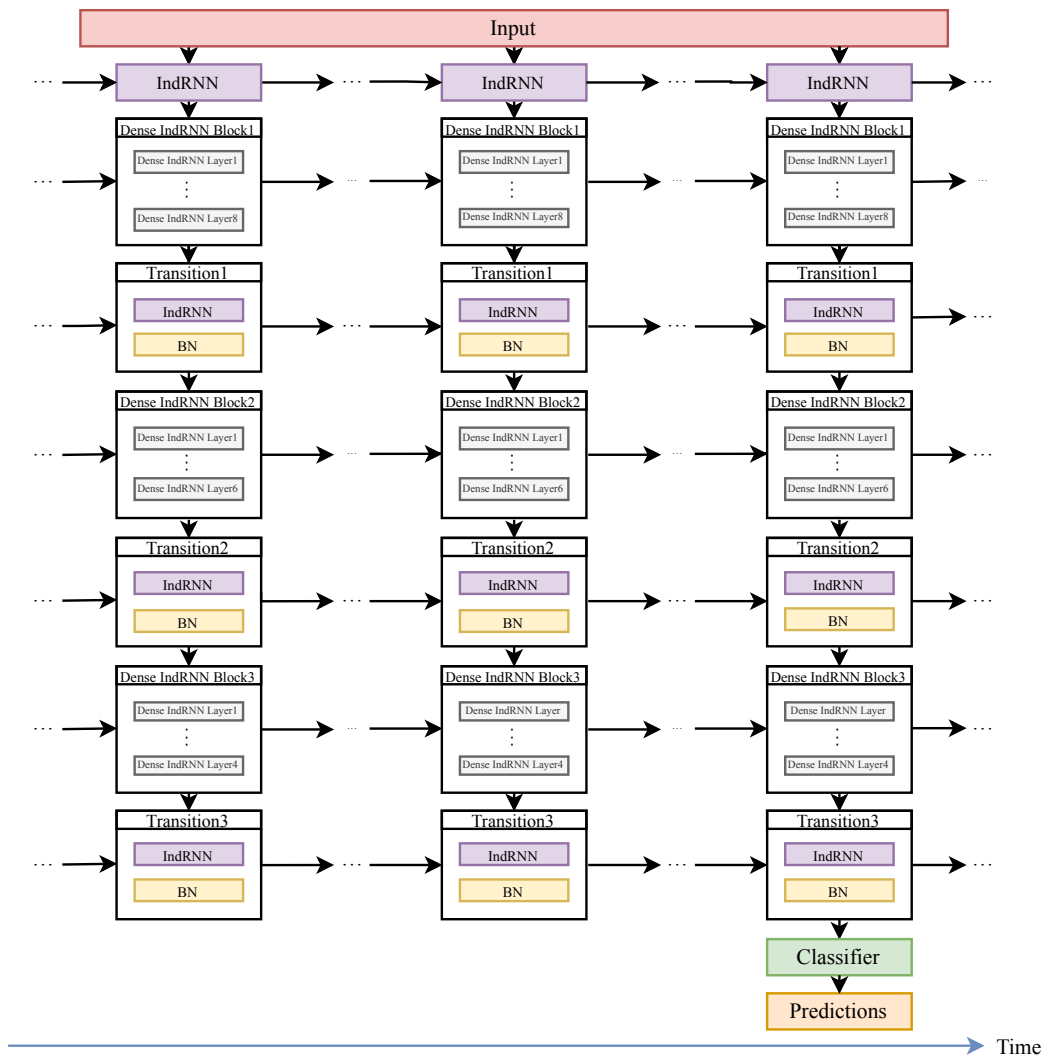 Input
... IndRNN ... IndRNN ... IndRNN ...
Dense IndRNN Block1 Dense IndRNN Block1 Dense IndRNN Block1
Dense IndRNN Layer1 Dense IndRNN Layer1 Dense IndRNN Layer1
... ... ... ...
Dense IndRNN Layer8 Dense IndRNN Layer8 Dense IndRNN Layer8
Transition1 Transition1 Transition1
IndRNN IndRNN IndRNN
... ... ... ...
BN BN BN
Dense IndRNN Block2 Dense IndRNN Block2 Dense IndRNN Block2
Dense IndRNN Layer1 Dense IndRNN Layer1 Dense IndRNN Layer1
... ... ... ...
Dense IndRNN Layer6 Dense IndRNN Layer6 Dense IndRNN Layer6
Transition2 Transition2 Transition2
IndRNN IndRNN IndRNN
... ... ... ...
BN BN BN
Dense IndRNN Block3 Dense IndRNN Block3 Dense IndRNN Block3
Dense IndRNN Layer1 Dense IndRNN Layer Dense IndRNN Layer
... ... ... ...
Dense IndRNN Layer4 Dense IndRNN Layer4 Dense IndRNN Layer4
Transition3 Transition3 Transition3
IndRNN IndRNN IndRNN
... ... ... ...
BN BN BN
Classifier
Predictions
Time